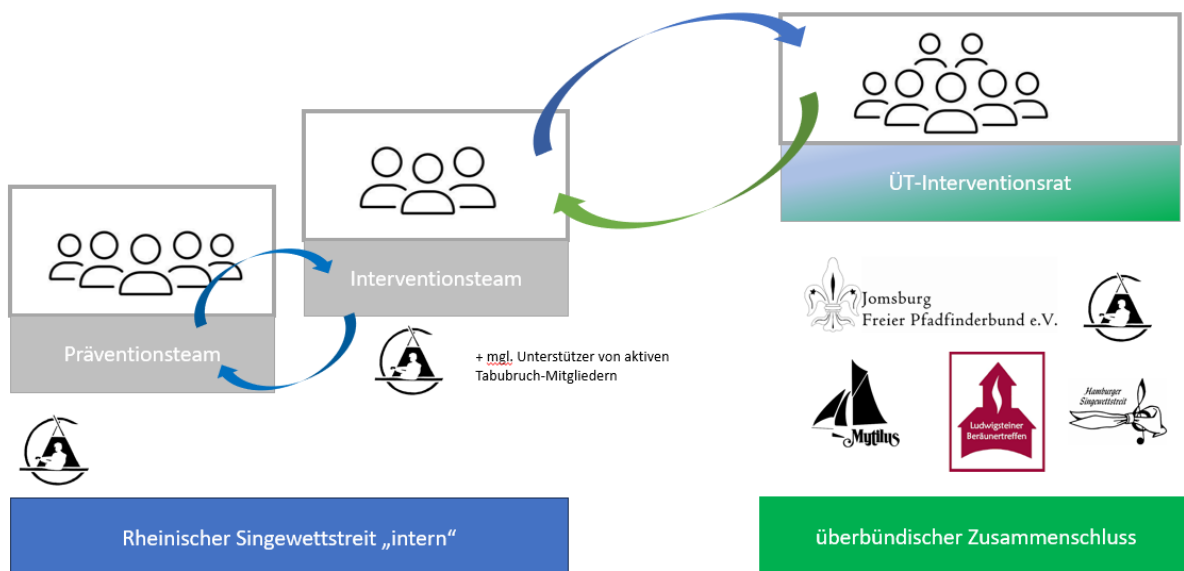 ÜT-Interventionsrat
Interventionsteam
Präventionsteam
+ mgl. Unterstützer von aktiven
Tabubruch-Mitgliedern
Jomsburg
Freier Pfadfinderbund e.V.
Mytilus
Ludwigsteiner
Beräunertreffen
Hamburger
Singewettstreit
Rheinischer Singewettstreit „intern“
überbündischer Zusammenschluss